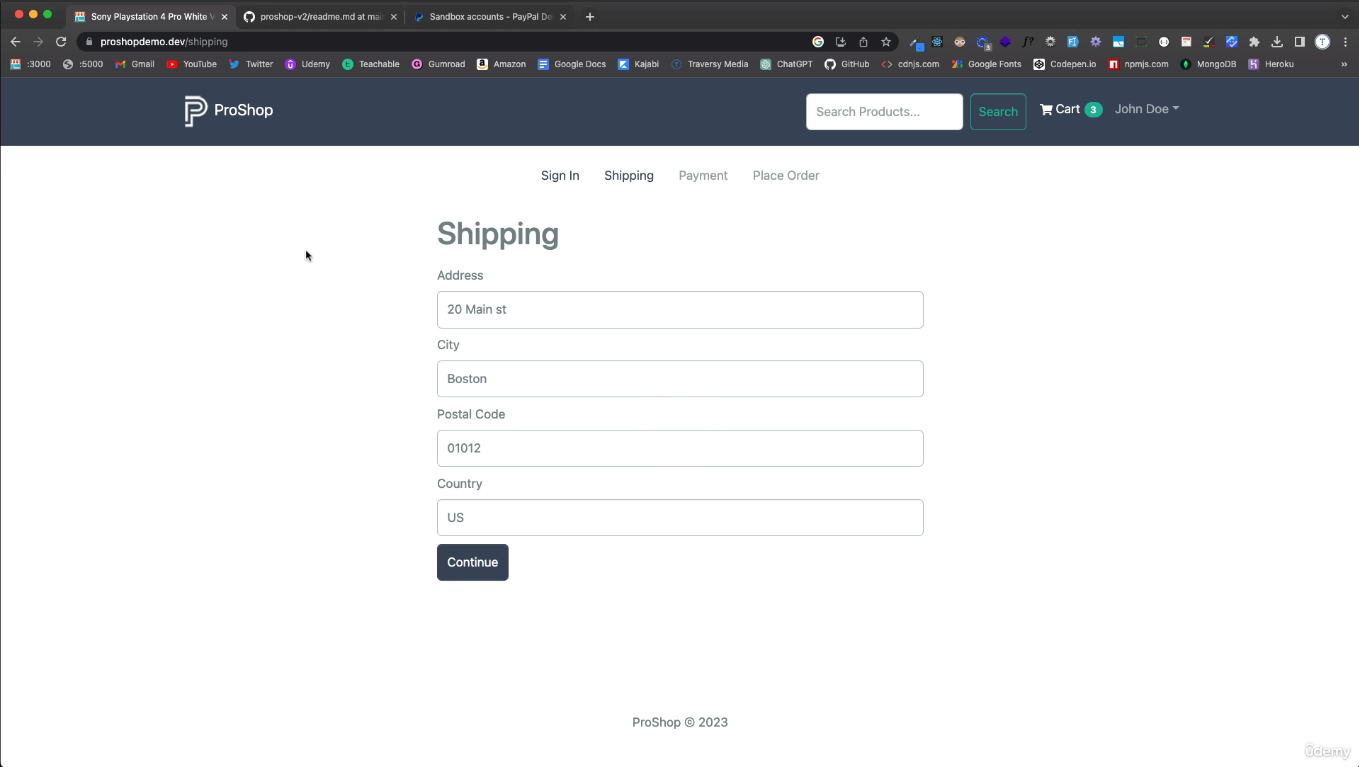 Sony Playstation 4 Pro White V
proshop-v2/readme.md at mai
Sandbox accounts - PayPal De
proshopdemo.dev/shipping
:3000 :5000 Gmail YouTube Twitter Udemy Teachable Gumroad Amazon Google Docs Kajabi Traversy Media ChatGPT GitHub cdnjs.com Google Fonts Codepen.io npmjs.com MongoDB Heroku »
ProShop Search Products... Search Cart 3 John Doe
Sign In Shipping Payment Place Order
Shipping
Address
20 Main st
City
Boston
Postal Code
01012
Country
US
Continue
ProShop © 2023
ûdemy